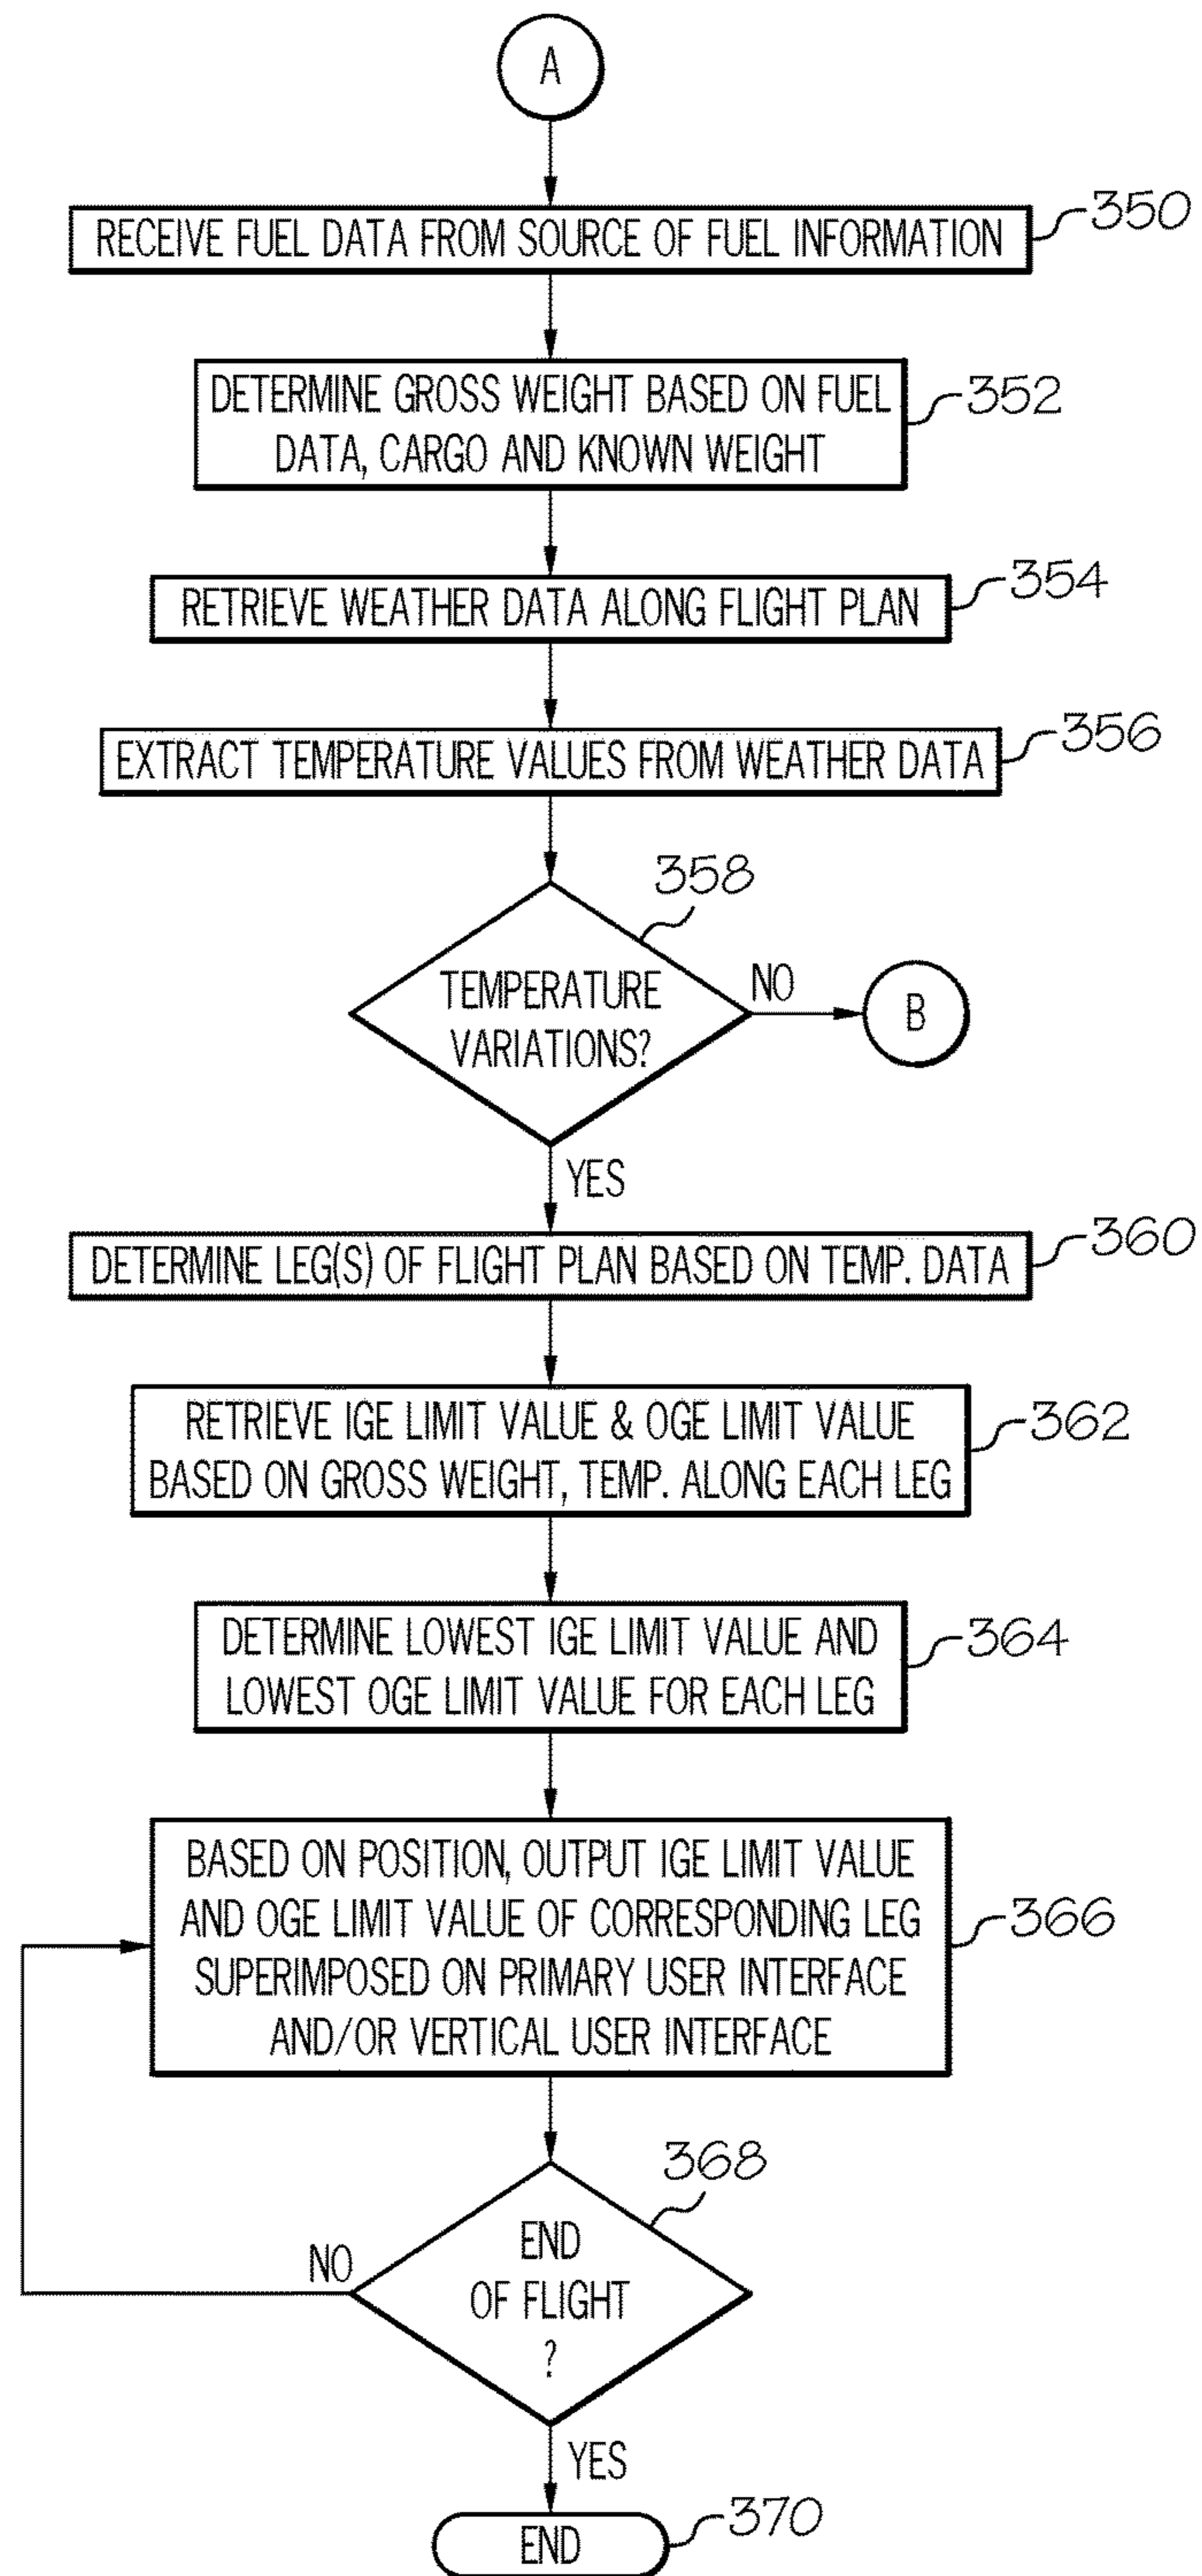 A
RECEIVE FUEL DATA FROM SOURCE OF FUEL INFORMATION
350
DETERMINE GROSS WEIGHT BASED ON FUEL
DATA, CARGO AND KNOWN WEIGHT
352
RETRIEVE WEATHER DATA ALONG FLIGHT PLAN
354
EXTRACT TEMPERATURE VALUES FROM WEATHER DATA
356
358
TEMPERATURE
VARIATIONS?
NO
B
YES
DETERMINE LEG(S) OF FLIGHT PLAN BASED ON TEMP. DATA
360
RETRIEVE IGE LIMIT VALUE & OGE LIMIT VALUE
BASED ON GROSS WEIGHT, TEMP. ALONG EACH LEG
362
DETERMINE LOWEST IGE LIMIT VALUE AND
LOWEST OGE LIMIT VALUE FOR EACH LEG
364
BASED ON POSITION, OUTPUT IGE LIMIT VALUE
AND OGE LIMIT VALUE OF CORRESPONDING LEG
SUPERIMPOSED ON PRIMARY USER INTERFACE
AND/OR VERTICAL USER INTERFACE
366
368
END
OF FLIGHT
?
NO
YES
END
370